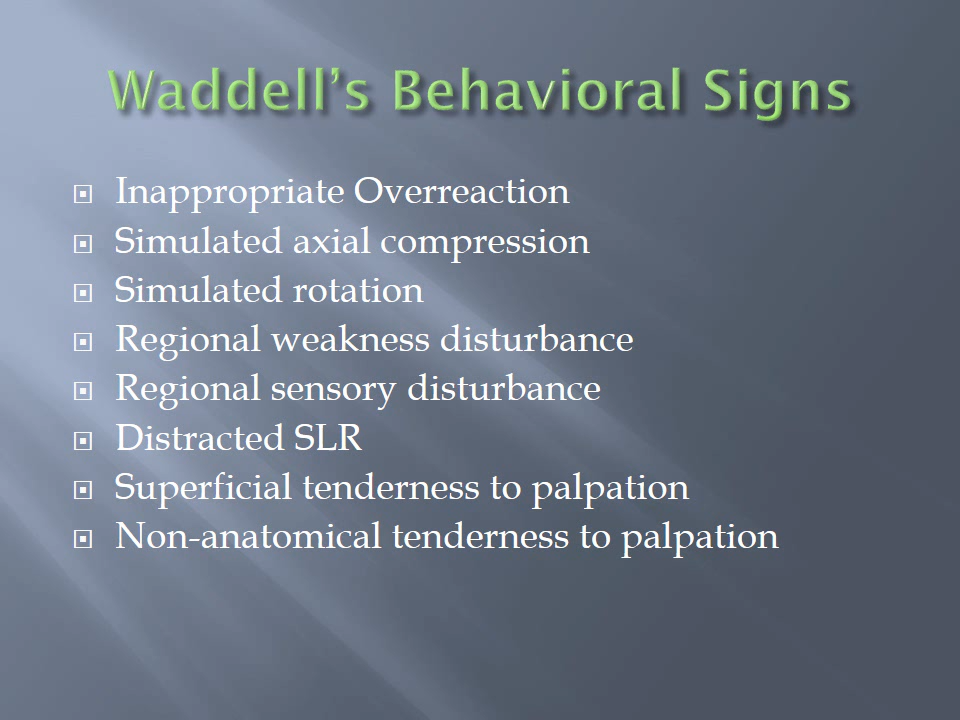 Waddell’s Behavioral Signs
Inappropriate Overreaction
Simulated axial compression
Simulated rotation
Regional weakness disturbance
Regional sensory disturbance
Distracted SLR
Superficial tenderness to palpation
Non-anatomical tenderness to palpation